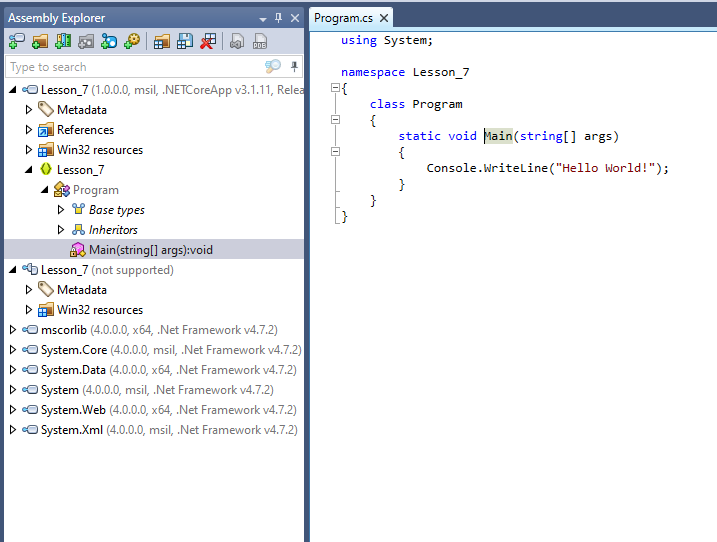 Assembly Explorer
Type to search
Lesson_7 (1.0.0.0, msil, .NETCoreApp v3.1.11, Relea
Metadata
References
Win32 resources
Lesson_7
Program
Base types
Inheritors
Main(string[] args):void
Lesson_7 (not supported)
Metadata
Win32 resources
mscorlib (4.0.0.0, x64, .Net Framework v4.7.2)
System.Core (4.0.0.0, msil, .Net Framework v4.7.2)
System.Data (4.0.0.0, x64, .Net Framework v4.7.2)
System (4.0.0.0, msil, .Net Framework v4.7.2)
System.Web (4.0.0.0, x64, .Net Framework v4.7.2)
System.Xml (4.0.0.0, msil, .Net Framework v4.7.2)
Program.cs
using System;
namespace Lesson_7
{
class Program
{
static void Main(string[] args)
{
Console.WriteLine("Hello World!");
}
}
}